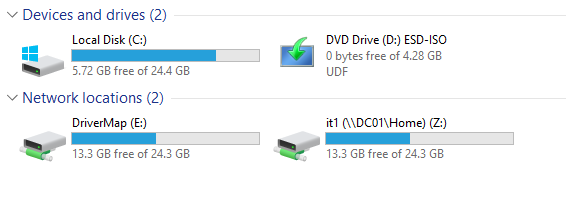 Devices and drives (2)
Local Disk (C:)
5.72 GB free of 24.4 GB
DVD Drive (D:) ESD-ISO
0 bytes free of 4.28 GB
UDF
Network locations (2)
DriverMap (E:)
13.3 GB free of 24.3 GB
it1 (\\DC01\Home) (Z:)
13.3 GB free of 24.3 GB